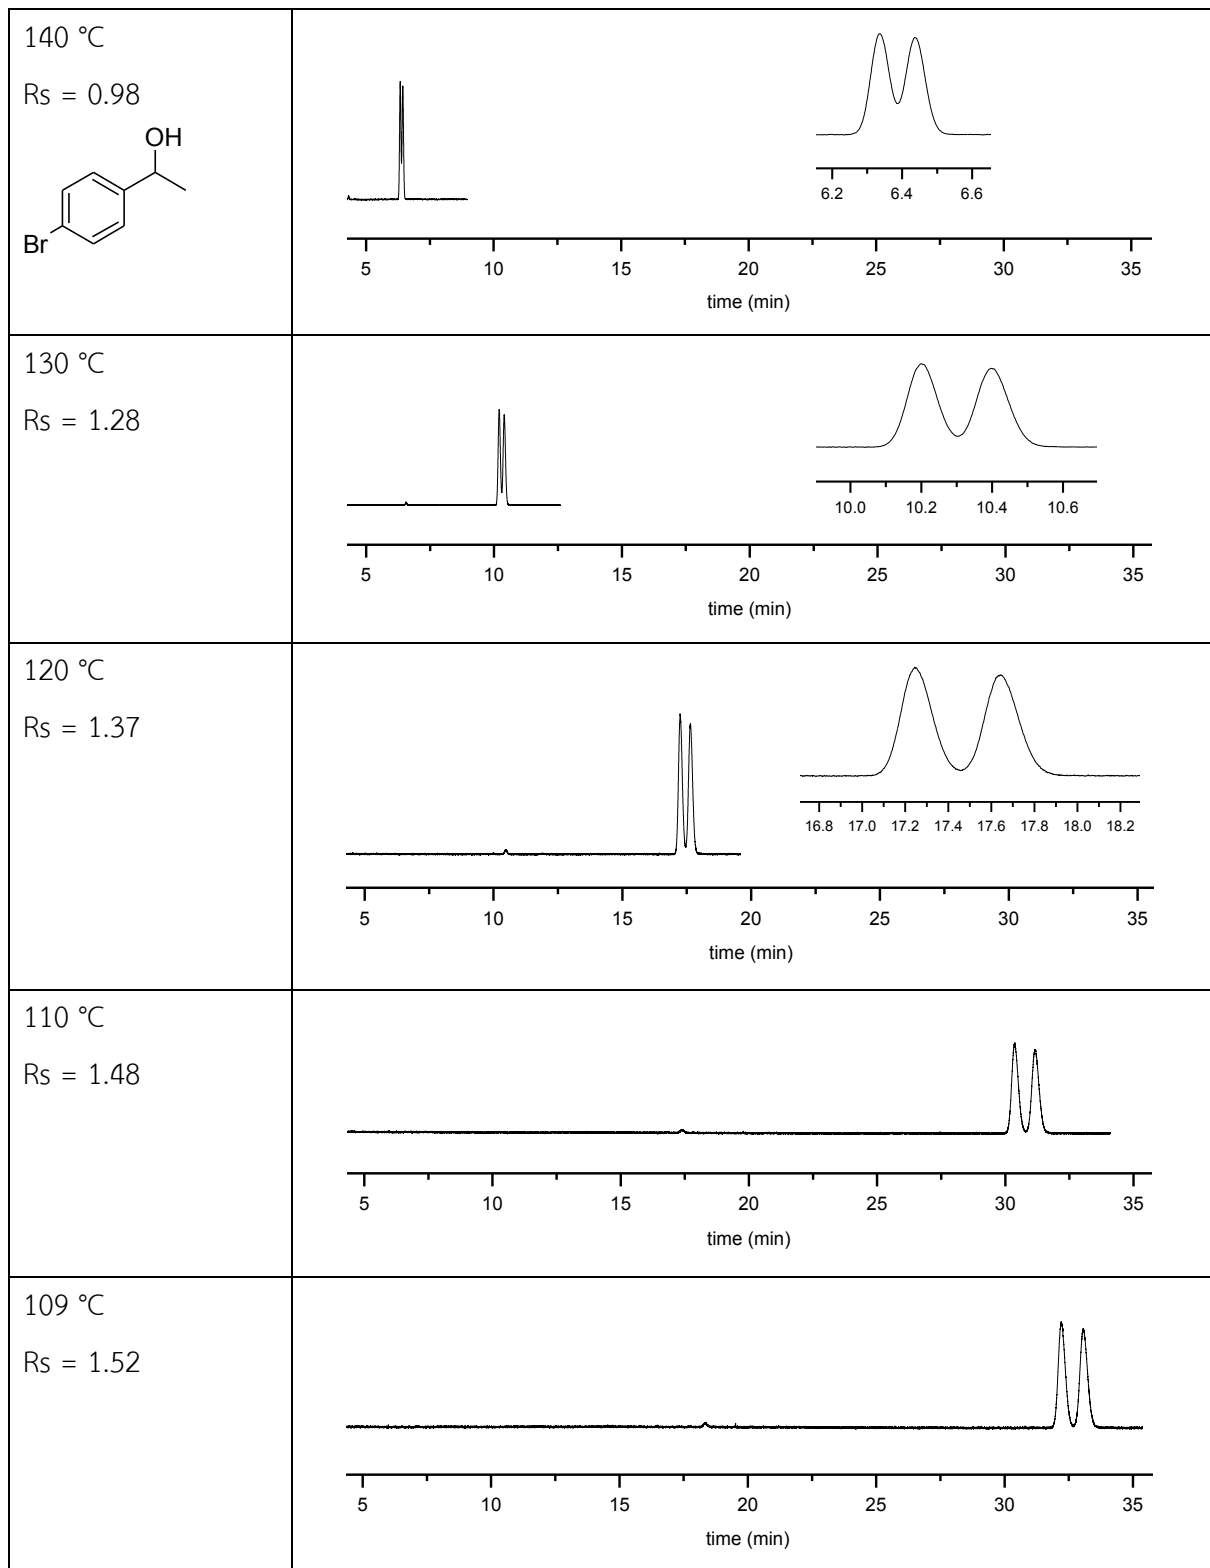 140 °C
Rs = 0.98
OH
Br
6.2 6.4 6.6
5 10 15 20 25 30 35
time (min)
130 °C
Rs = 1.28
10.0 10.2 10.4 10.6
5 10 15 20 25 30 35
time (min)
120 °C
Rs = 1.37
16.8 17.0 17.2 17.4 17.6 17.8 18.0 18.2
5 10 15 20 25 30 35
time (min)
110 °C
Rs = 1.48
5 10 15 20 25 30 35
time (min)
109 °C
Rs = 1.52
5 10 15 20 25 30 35
time (min)